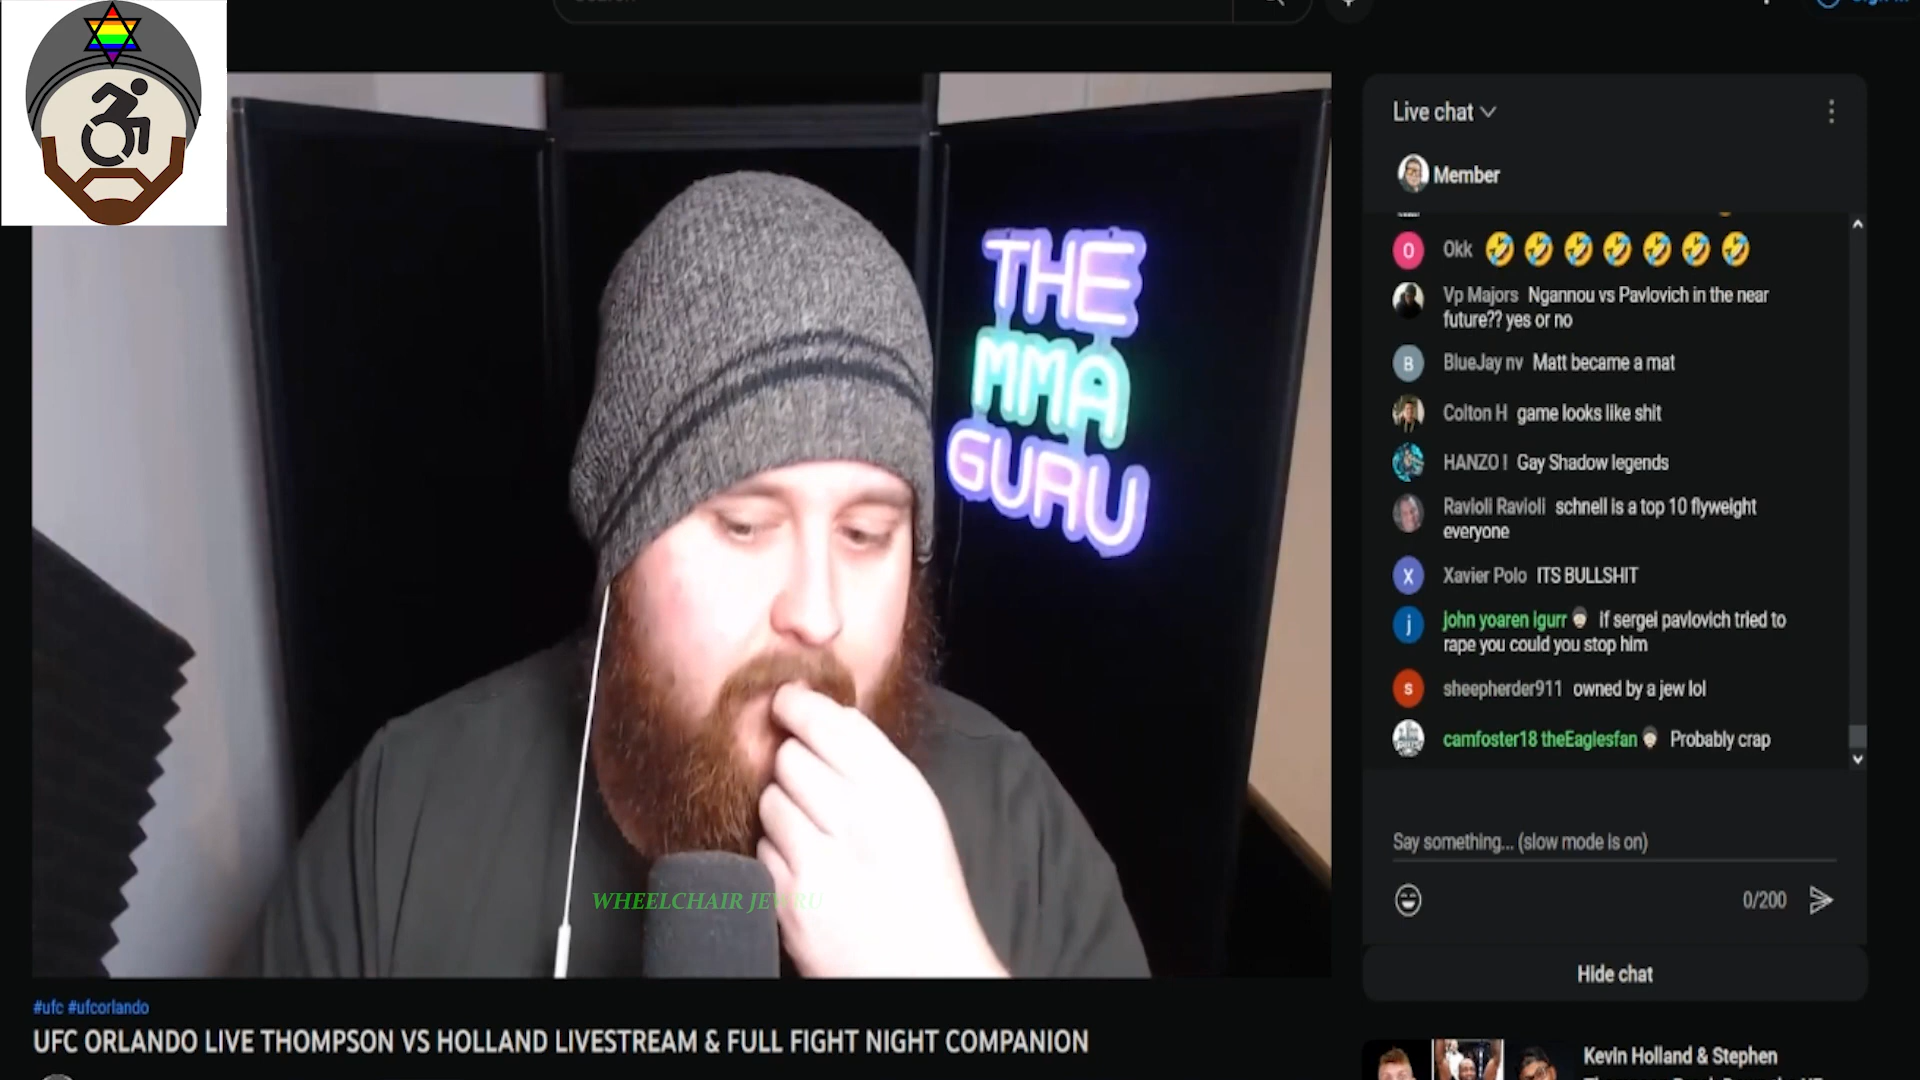 Live chat
Member
Okk
Vp Majors Ngannou vs Pavlovich in the near
future?? yes or no
BlueJay nv Matt became a mat
Colton H game looks like shit
HANZO ! Gay Shadow legends
Ravioli Ravioli schnell is a top 10 flyweight
everyone
Xavier Polo ITS BULLSHIT
john yoaren lgurr If sergei pavlovich tried to
rape you could you stop him
sheepherder911 owned by a jew lol
camfoster18 theEaglesfan Probably crap
Say something... (slow mode is on)
0/200
Hide chat
THE
MMA
GURU
WHEELCHAIR JEWRU
#ufc #ufcorlando
UFC ORLANDO LIVE THOMPSON VS HOLLAND LIVESTREAM & FULL FIGHT NIGHT COMPANION
Kevin Holland & Stephen